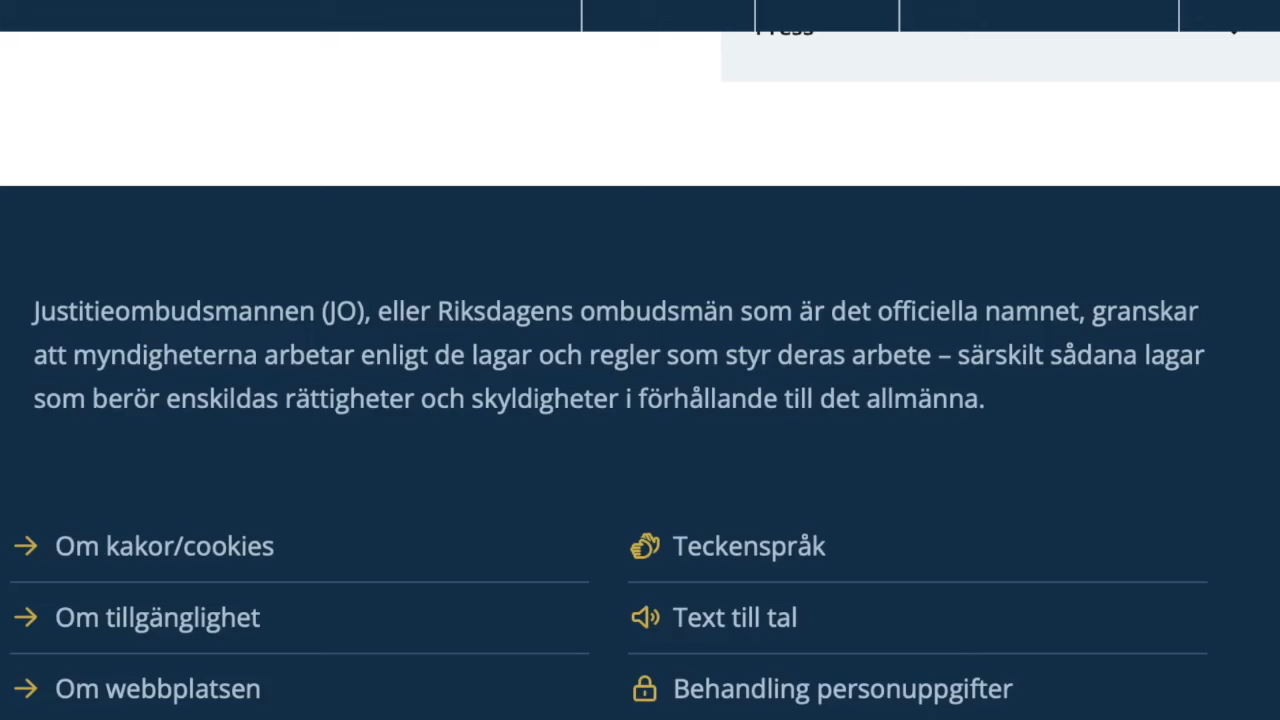 Press
Justitieombudsmannen (JO), eller Riksdagens ombudsmän som är det officiella namnet, granskar
att myndigheterna arbetar enligt de lagar och regler som styr deras arbete – särskilt sådana lagar
som berör enskildas rättigheter och skyldigheter i förhållande till det allmänna.
Om kakor/cookies
Teckenspråk
Om tillgänglighet
Text till tal
Om webbplatsen
Behandling personuppgifter